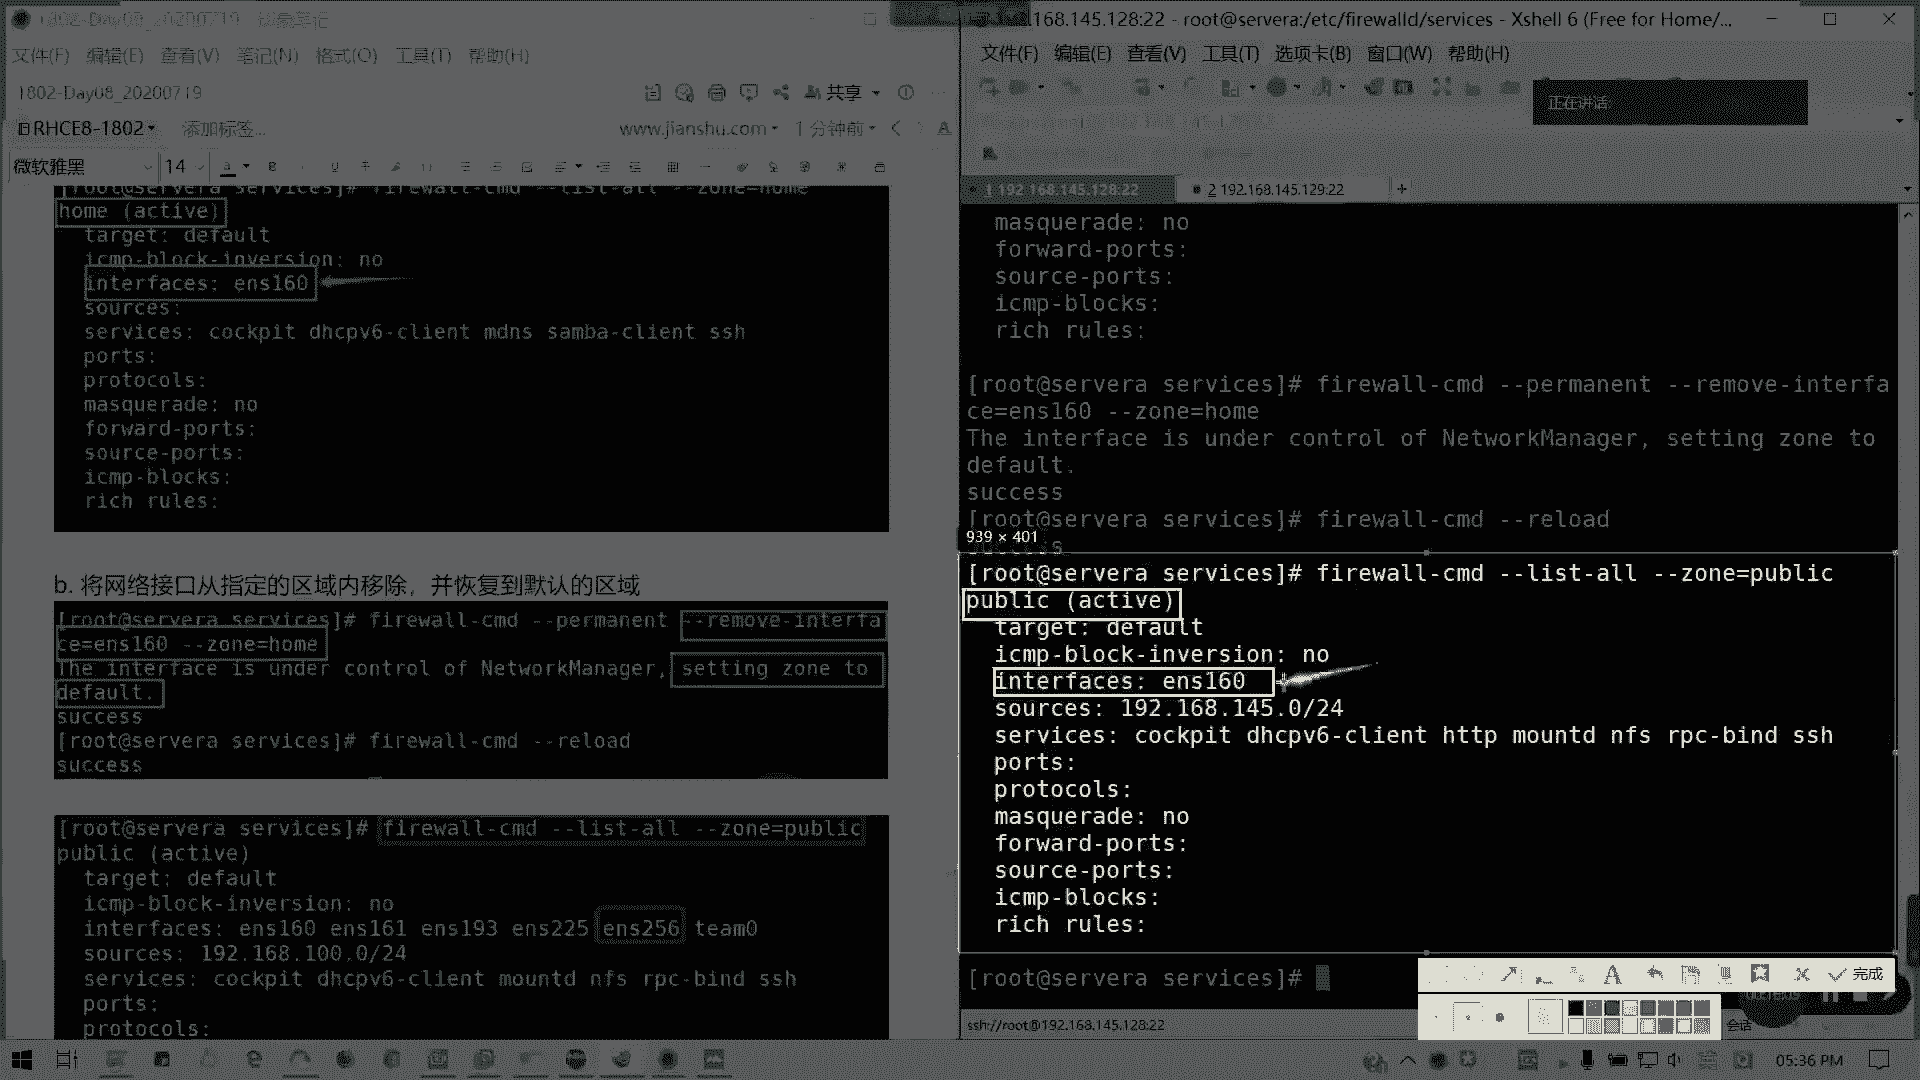 1802-Day08_20200719
文件(F) 编辑(E) 查看(V) 笔记(N) 格式(O) 工具(T) 帮助(H)
1802-Day08_20200719
共享
RHCE8-1802
添加标签...
www.jianshu.com
1 分钟前
微软雅黑
14
[root@servera services]# firewall-cmd --list-all --zone=home
home (active)
target: default
icmp-block-inversion: no
interfaces: ens160
sources:
services: cockpit dhcpv6-client mdns samba-client ssh
ports:
protocols:
masquerade: no
forward-ports:
source-ports:
icmp-blocks:
rich rules:
b. 将网络接口从指定的区域内移除，并恢复到默认的区域
[root@servera services]# firewall-cmd --permanent --remove-interfa
ce=ens160 --zone=home
The interface is under control of NetworkManager, setting zone to
default.
success
[root@servera services]# firewall-cmd --reload
success
[root@servera services]# firewall-cmd --list-all --zone=public
public (active)
target: default
icmp-block-inversion: no
interfaces: ens160 ens161 ens193 ens225 ens256 team0
sources: 192.168.100.0/24
services: cockpit dhcpv6-client mountd nfs rpc-bind ssh
ports:
protocols:
168.145.128:22 - root@servera:/etc/firewalld/services - Xshell 6 (Free for Home/...
文件(F) 编辑(E) 查看(V) 工具(T) 选项卡(B) 窗口(W) 帮助(H)
正在讲话:
1 192.168.145.128:22
2 192.168.145.129:22
masquerade: no
forward-ports:
source-ports:
icmp-blocks:
rich rules:
[root@servera services]# firewall-cmd --permanent --remove-interfa
ce=ens160 --zone=home
The interface is under control of NetworkManager, setting zone to
default.
success
[root@servera services]# firewall-cmd --reload
939 × 401
success
[root@servera services]# firewall-cmd --list-all --zone=public
public (active)
target: default
icmp-block-inversion: no
interfaces: ens160
sources: 192.168.145.0/24
services: cockpit dhcpv6-client http mountd nfs rpc-bind ssh
ports:
protocols:
masquerade: no
forward-ports:
source-ports:
icmp-blocks:
rich rules:
[root@servera services]#
完成
ssh://root@192.168.145.128:22
会话
05:36 PM